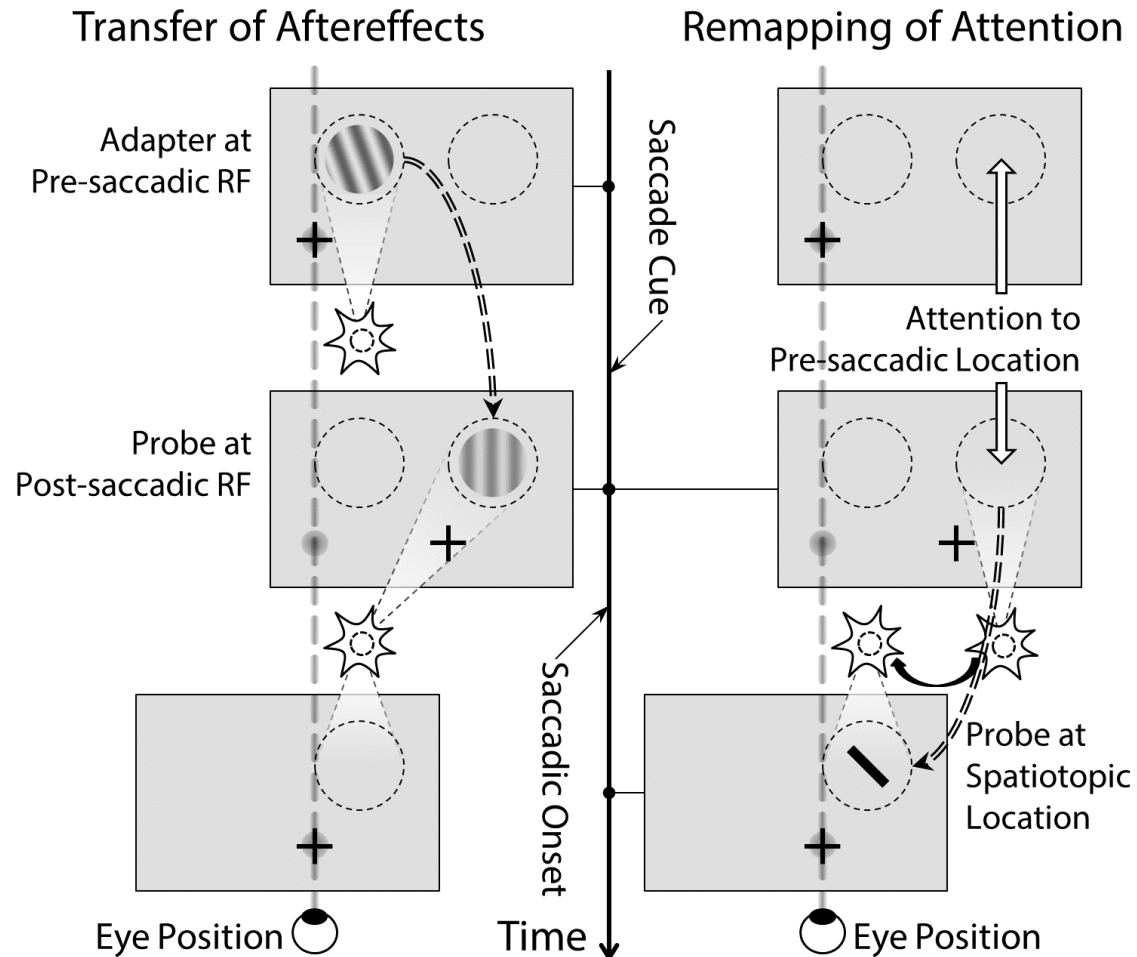 Transfer of Aftereffects
Remapping of Attention
Adapter at
Pre-saccadic RF
Saccade Cue
Attention to
Pre-saccadic Location
Probe at
Post-saccadic RF
Saccadic Onset
Probe at
Spatiotopic
Location
Eye Position
Time
Eye Position